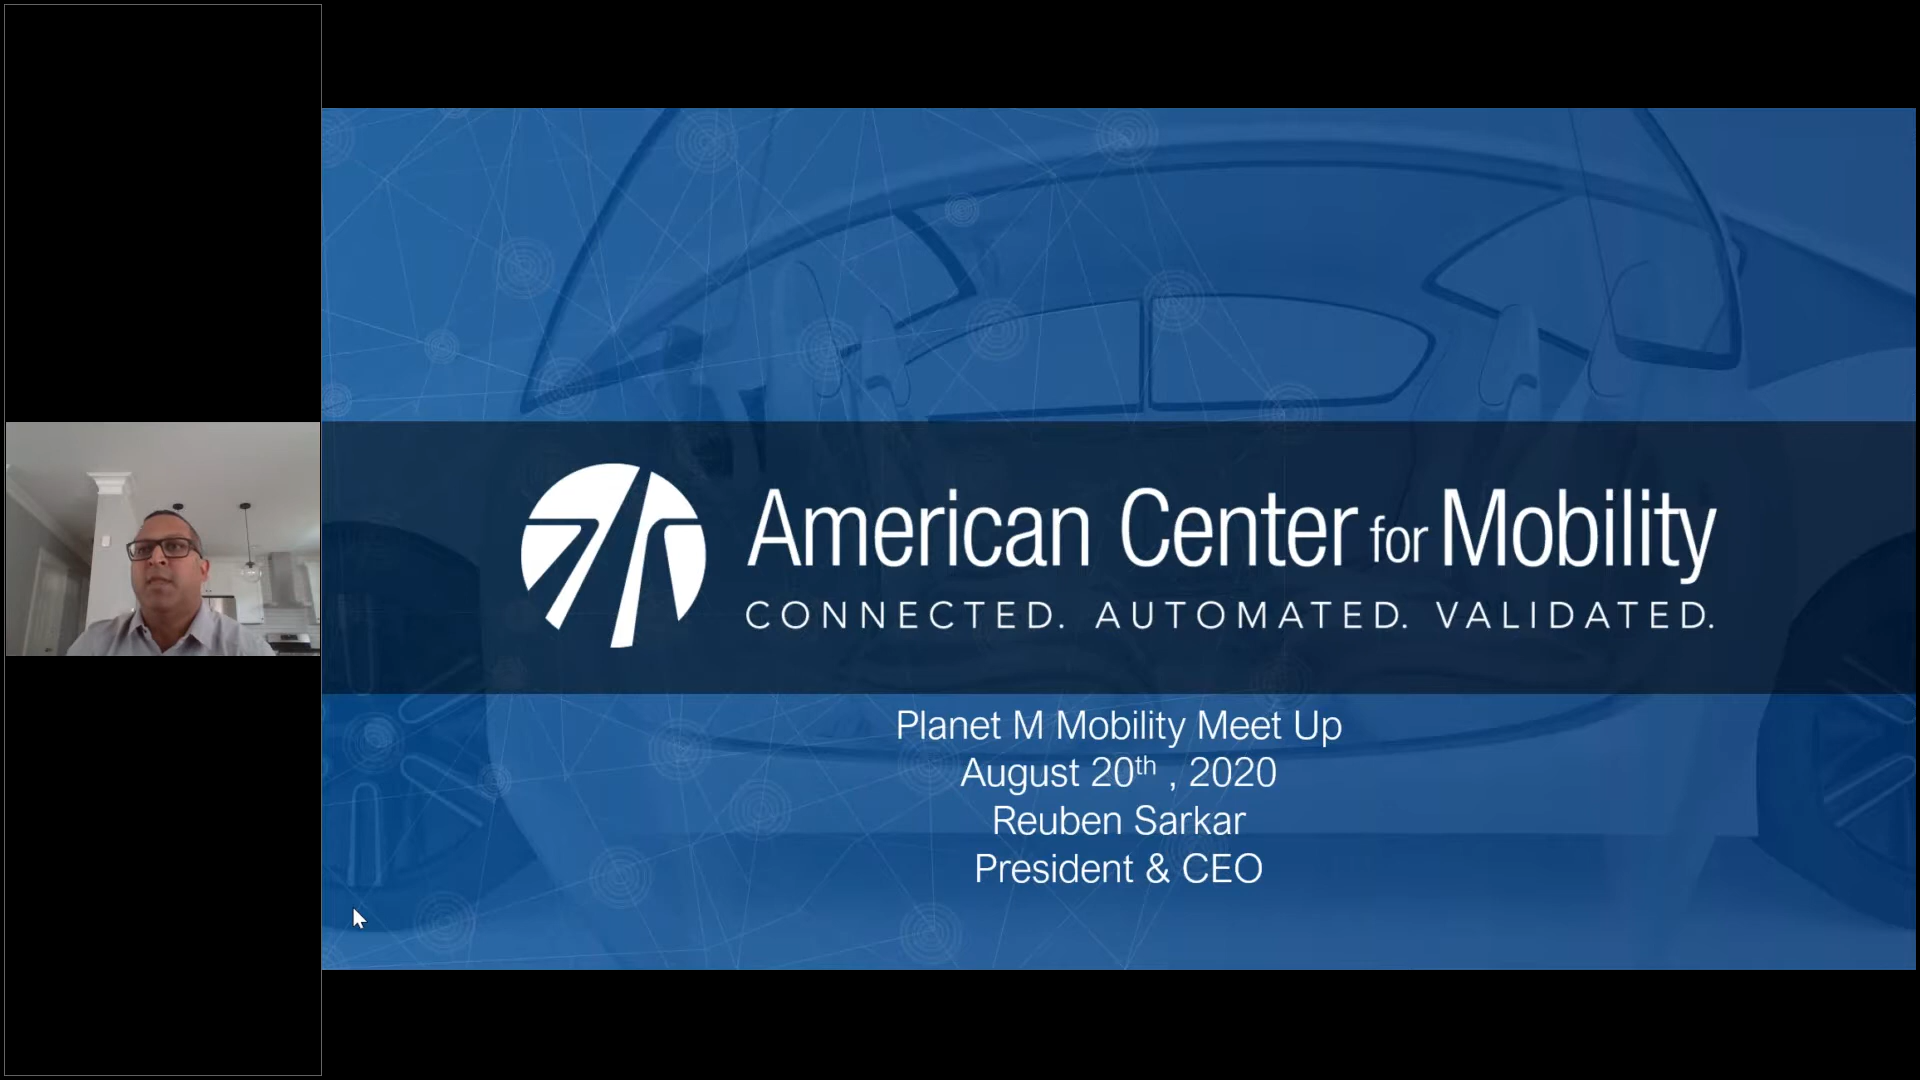 American Center for Mobility
CONNECTED. AUTOMATED. VALIDATED.
Planet M Mobility Meet Up
August 20th , 2020
Reuben Sarkar
President & CEO